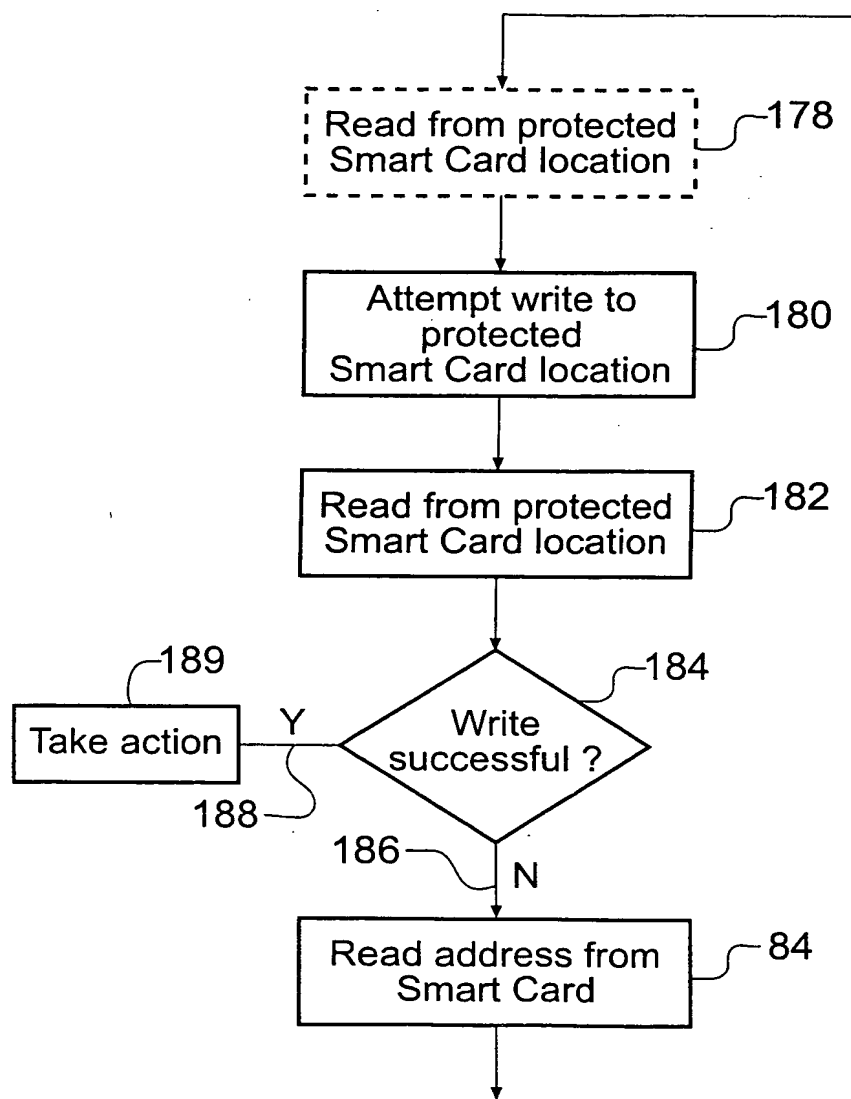 Read from protected
Smart Card location
178
Attempt write to
protected
Smart Card location
180
Read from protected
Smart Card location
182
189
184
Take action
Y
Write
successful ?
188
186
N
Read address from
Smart Card
84